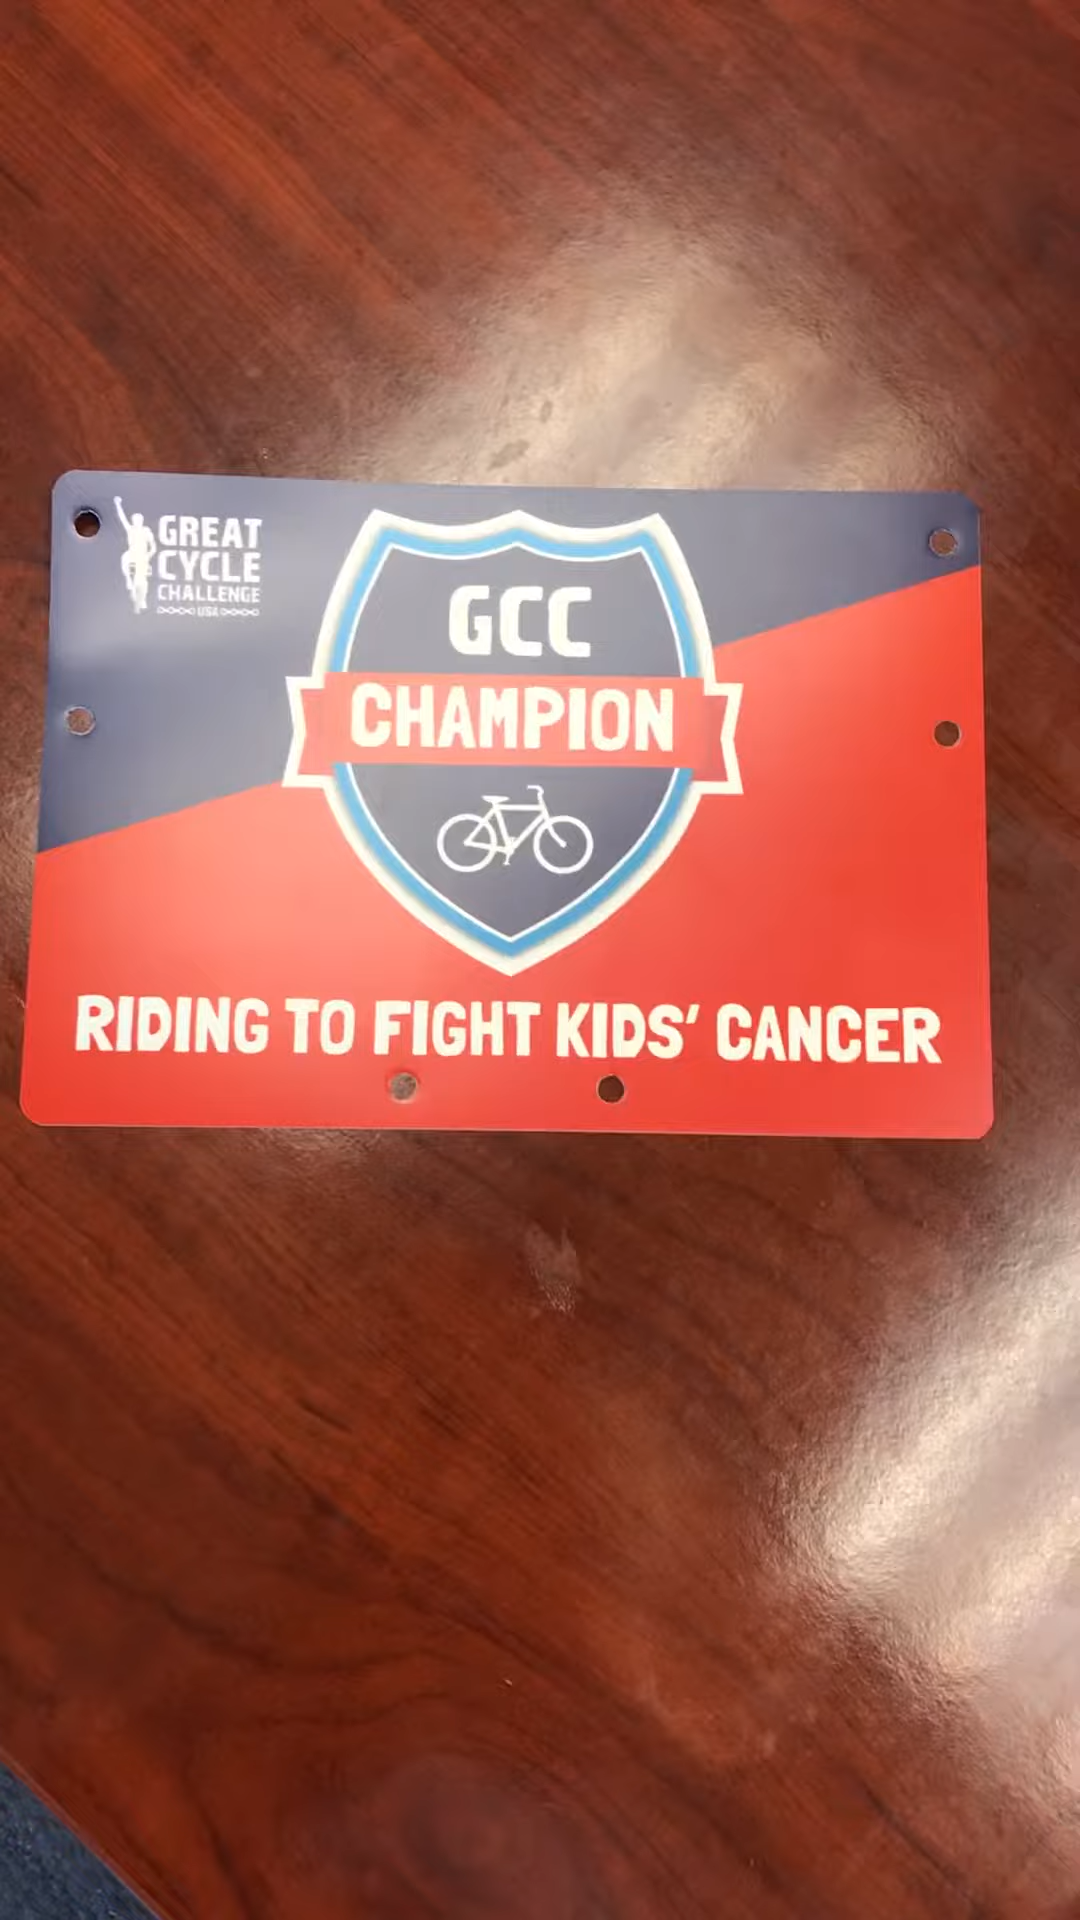 GREAT
CYCLE
CHALLENGE
USA
GCC
CHAMPION
RIDING TO FIGHT KIDS' CANCER